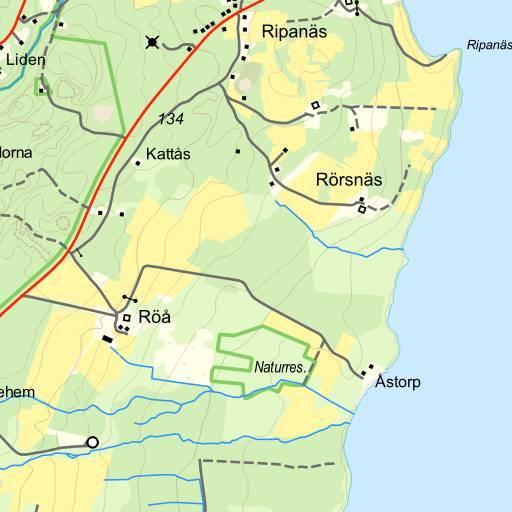 Ripanäs
Ripanäs
Liden
134
Kattås
Rörsnäs
Röå
Naturres.
Åstorp